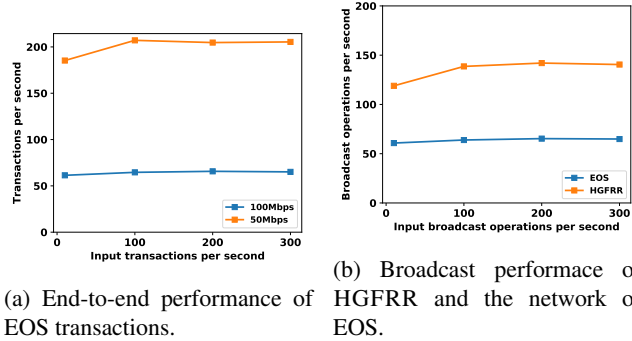 200
150
100
50
0
Transactions per second
100Mbps
50Mbps
0 100 200 300
Input transactions per second
(a) End-to-end performance of
EOS transactions.
200
150
100
50
0
Broadcast operations per second
EOS
HGFRR
0 100 200 300
Input broadcast operations per second
(b) Broadcast performace o
HGFRR and the network o
EOS.